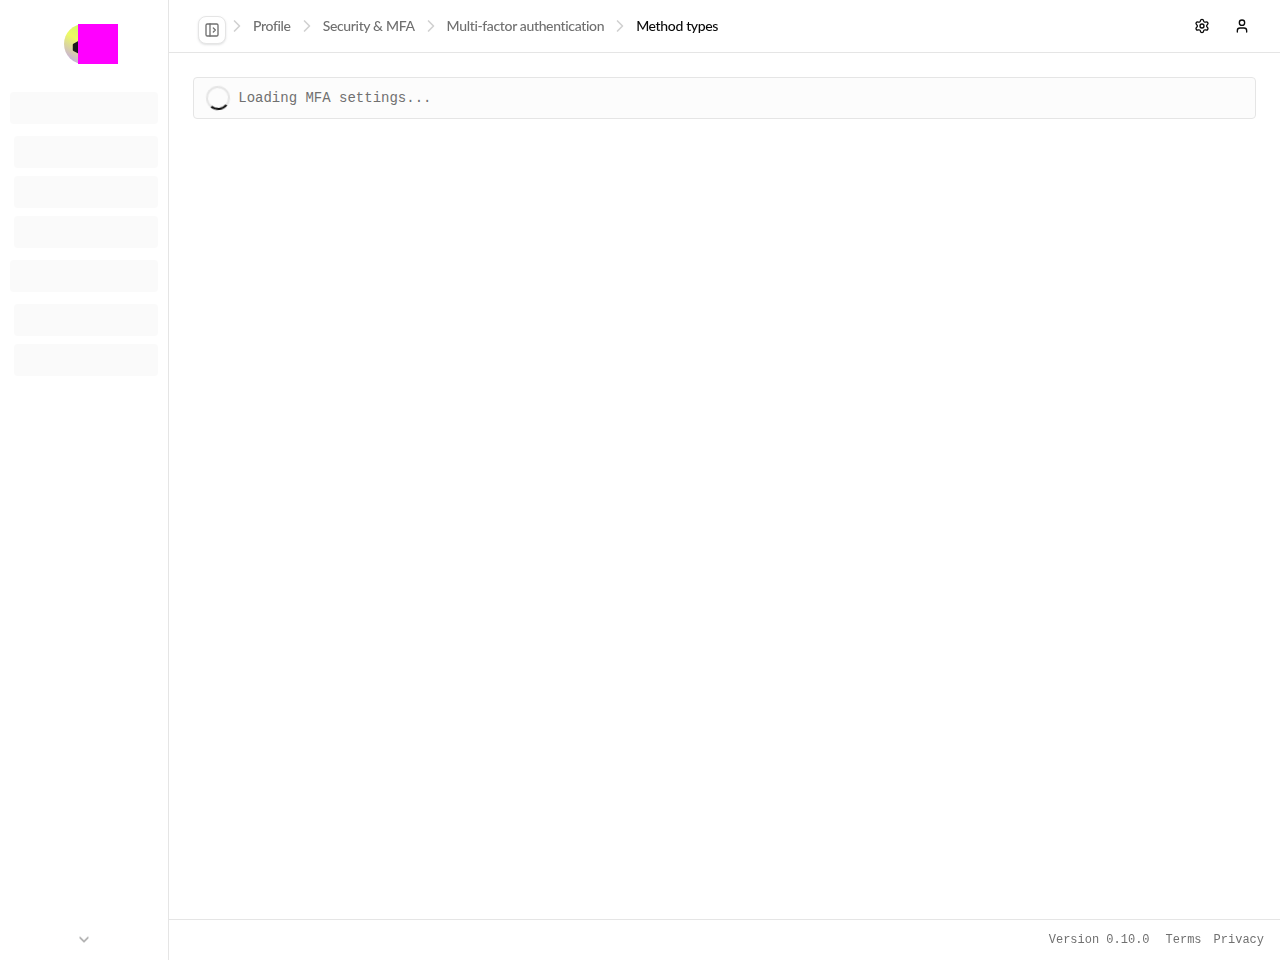 Profile Security & MFA Multi-factor authentication Method types
Loading MFA settings...
Version 0.10.0 Terms Privacy